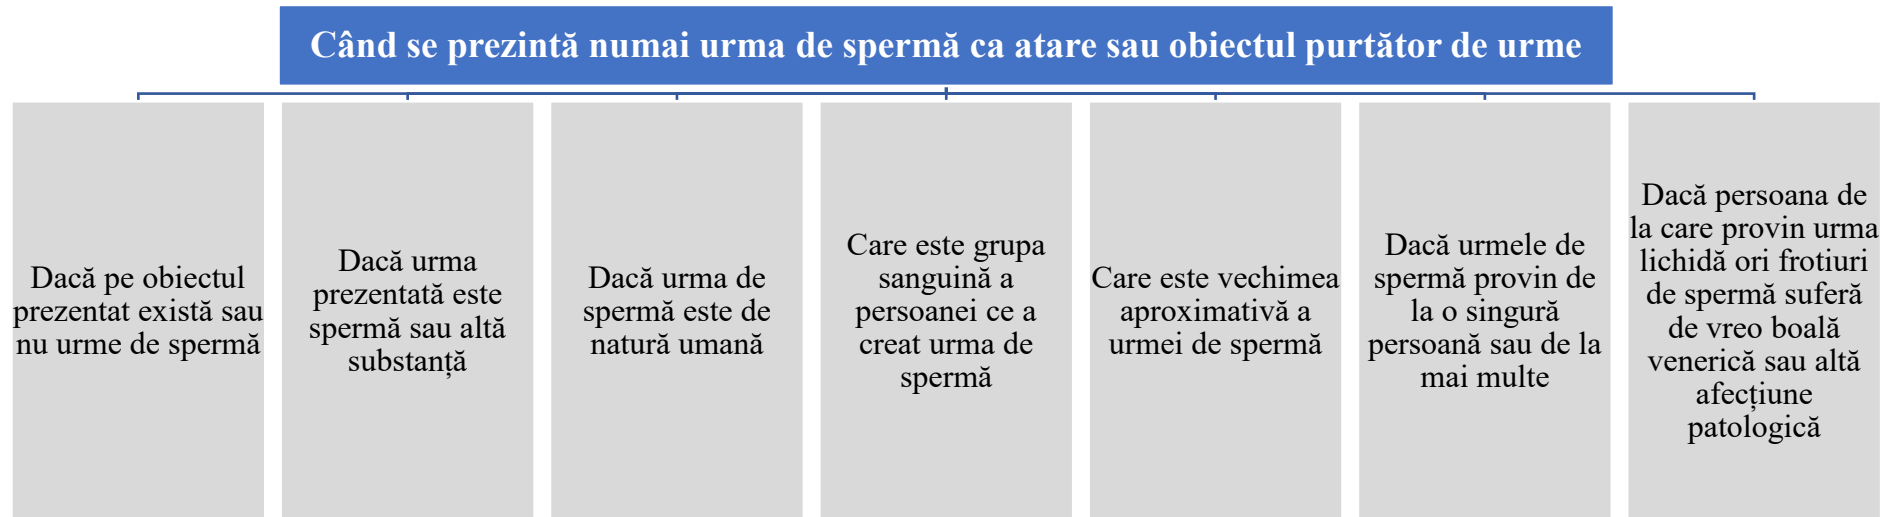 Când se prezintă numai urma de spermă ca atare sau obiectul purtător de urme
Dacă pe obiectul
prezentat există sau
nu urme de spermă
Dacă urma
prezentată este
spermă sau altă
substanță
Dacă urma de
spermă este de
natură umană
Care este grupa
sanguină a
persoanei ce a
creat urma de
spermă
Care este vechimea
aproximativă a
urmei de spermă
Dacă urmele de
spermă provin de
la o singură
persoană sau de la
mai multe
Dacă persoana de
la care provin urma
lichidă ori frotiuri
de spermă suferă
de vreo boală
venerică sau altă
afecțiune
patologică